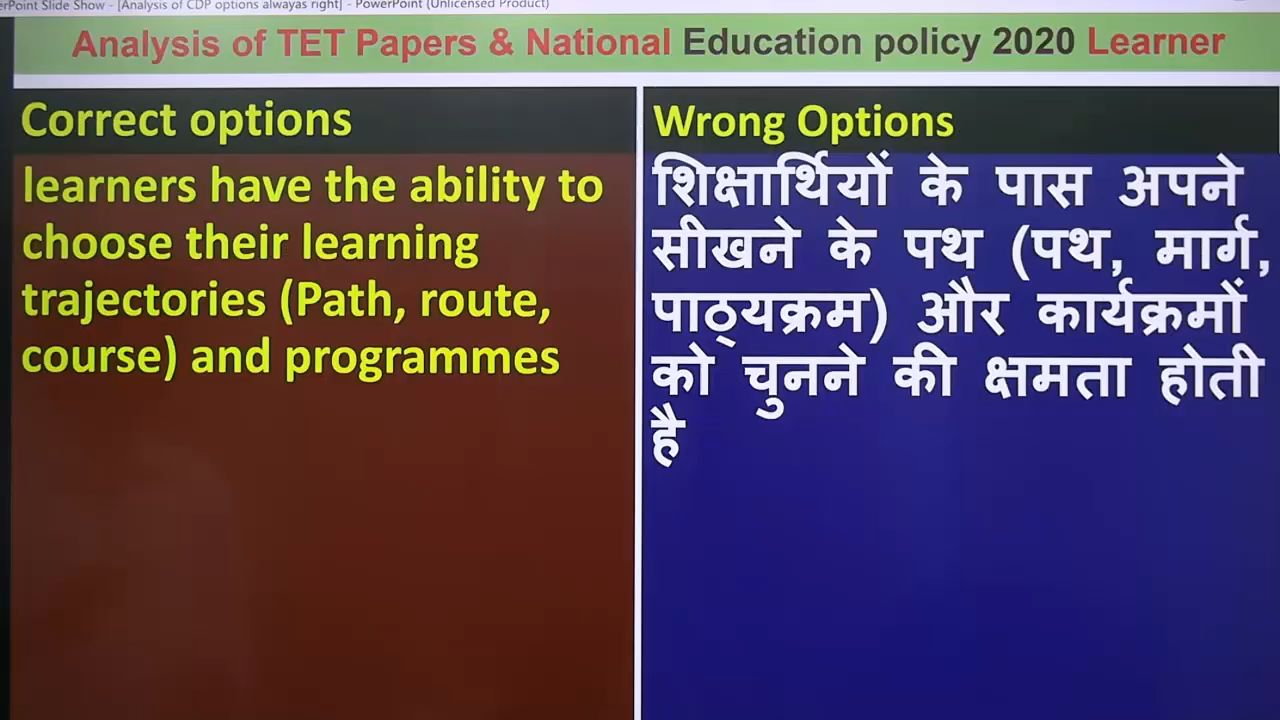 erPoint Slide Show - [Analysis of CDP options alwayas right] - PowerPoint (Unlicensed Product)
Analysis of TET Papers & National Education policy 2020 Learner
Correct options
learners have the ability to
choose their learning
trajectories (Path, route,
course) and programmes
Wrong Options
शिक्षार्थियों के पास अपने
सीखने के पथ (पथ, मार्ग,
पाठ्यक्रम) और कार्यक्रमों
को चुनने की क्षमता होती
है